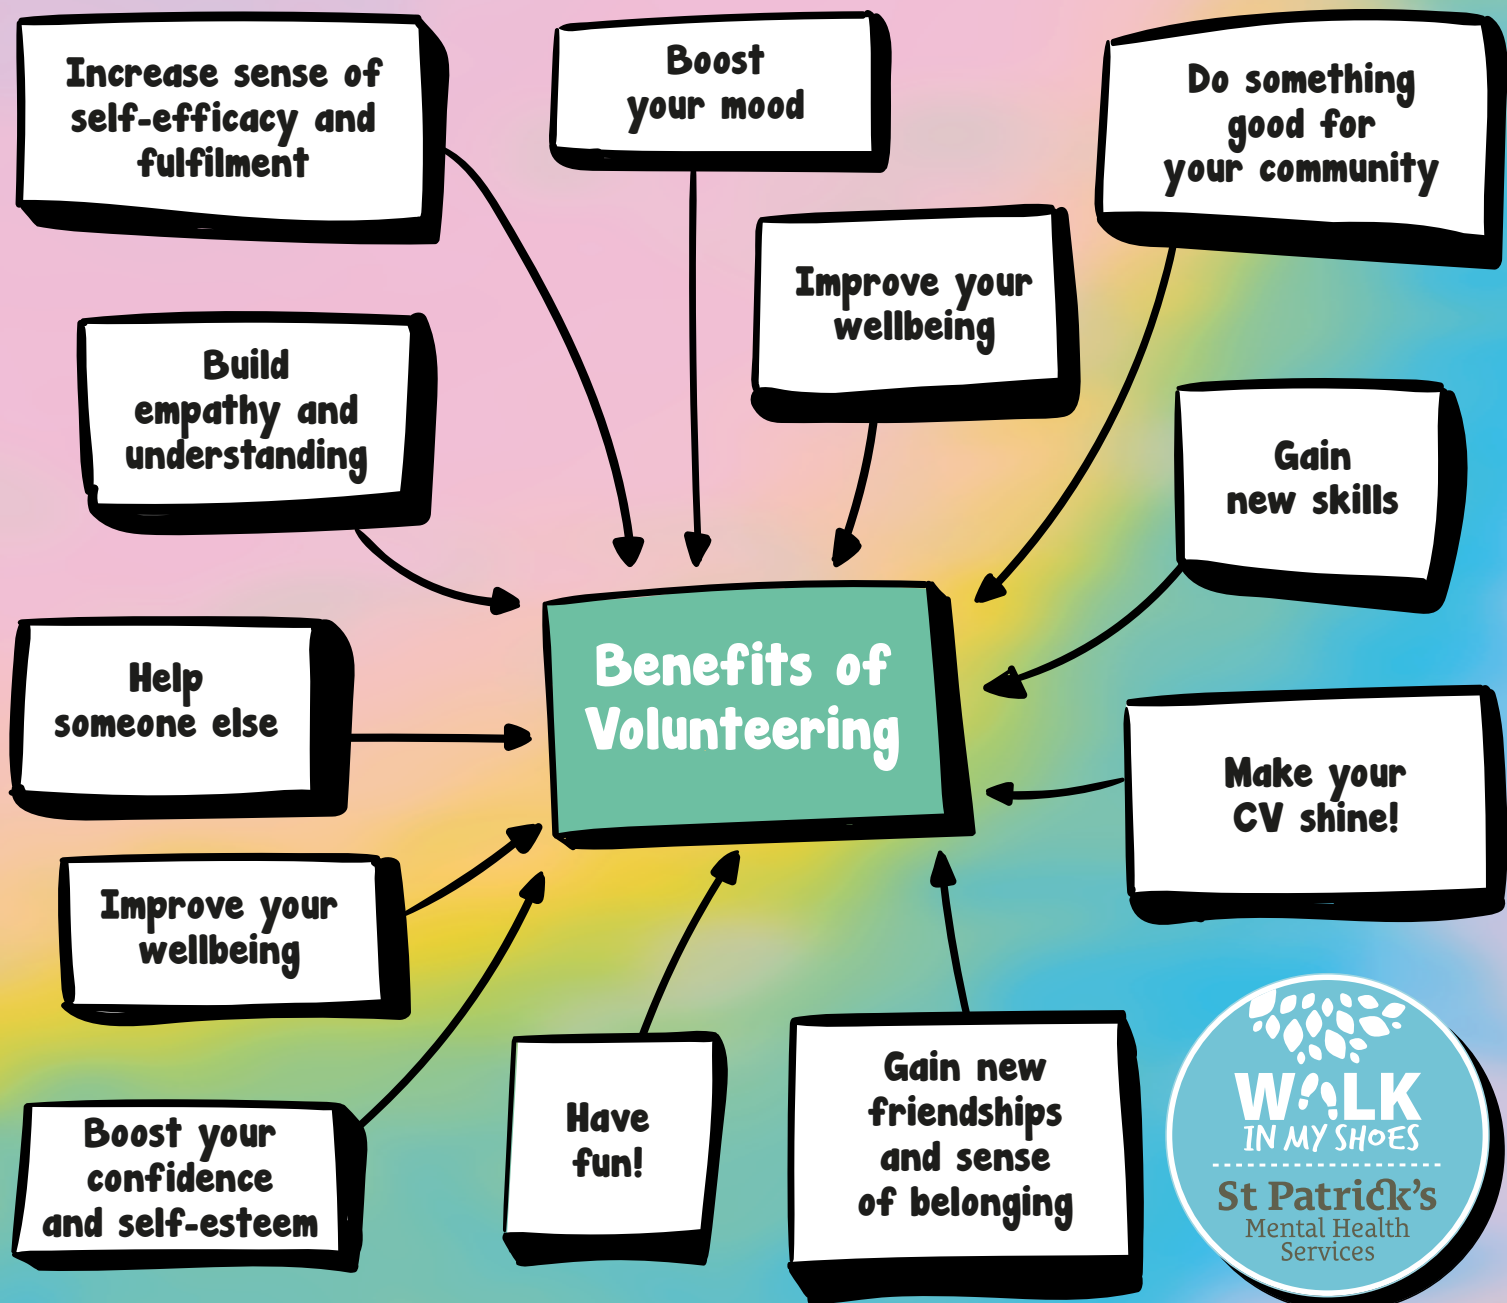 Increase sense of
self-efficacy and
fulfilment
Boost
your mood
Do something
good for
your community
Improve your
wellbeing
Build
empathy and
understanding
Gain
new skills
Help
someone else
Benefits of
Volunteering
Make your
CV shine!
Improve your
wellbeing
Boost your
confidence
and self-esteem
Have
fun!
Gain new
friendships
and sense
of belonging
WALK
IN MY SHOES
St Patrick's
Mental Health
Services